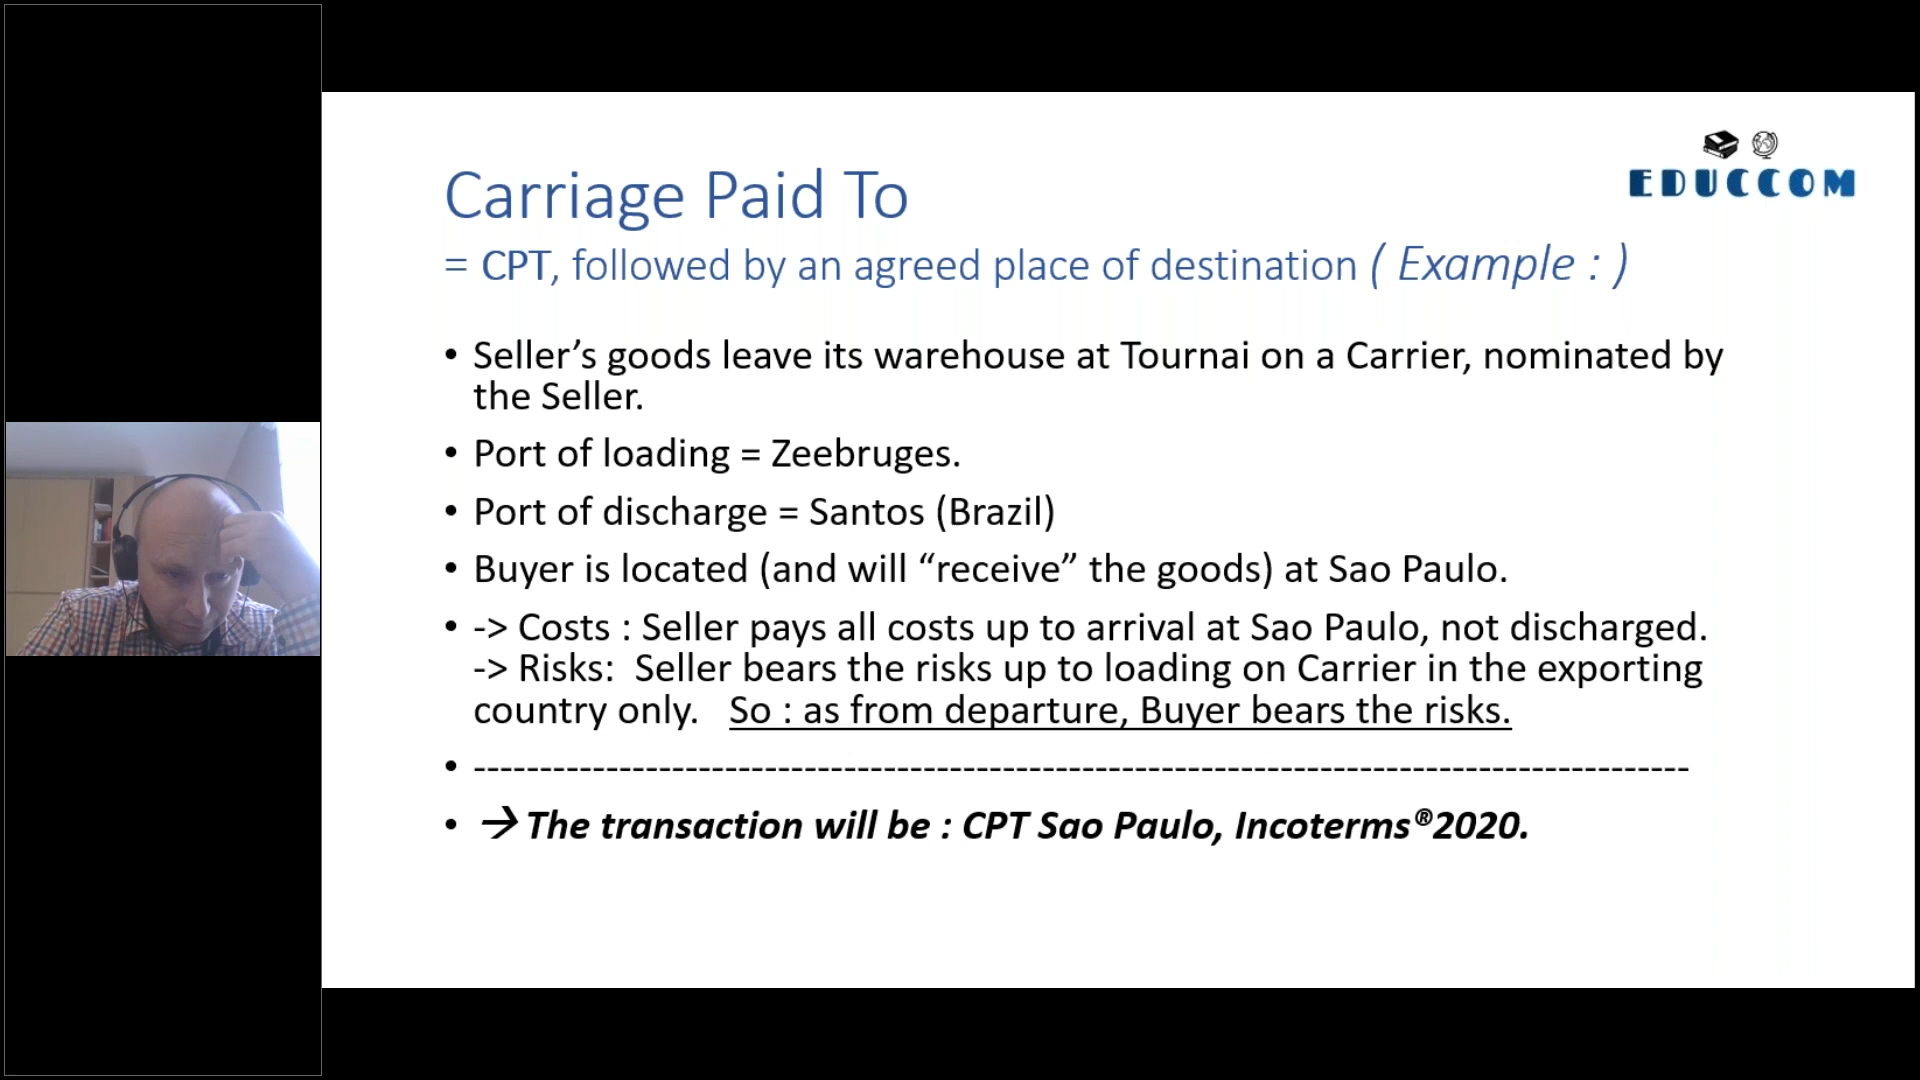 EDUCCOM
Carriage Paid To
= CPT, followed by an agreed place of destination ( Example : )
• Seller’s goods leave its warehouse at Tournai on a Carrier, nominated by
the Seller.
• Port of loading = Zeebruges.
• Port of discharge = Santos (Brazil)
• Buyer is located (and will “receive” the goods) at Sao Paulo.
• -> Costs : Seller pays all costs up to arrival at Sao Paulo, not discharged.
-> Risks: Seller bears the risks up to loading on Carrier in the exporting
country only. So : as from departure, Buyer bears the risks.
• --------------------------------------------------------------------------------------------
• → The transaction will be : CPT Sao Paulo, Incoterms®2020.